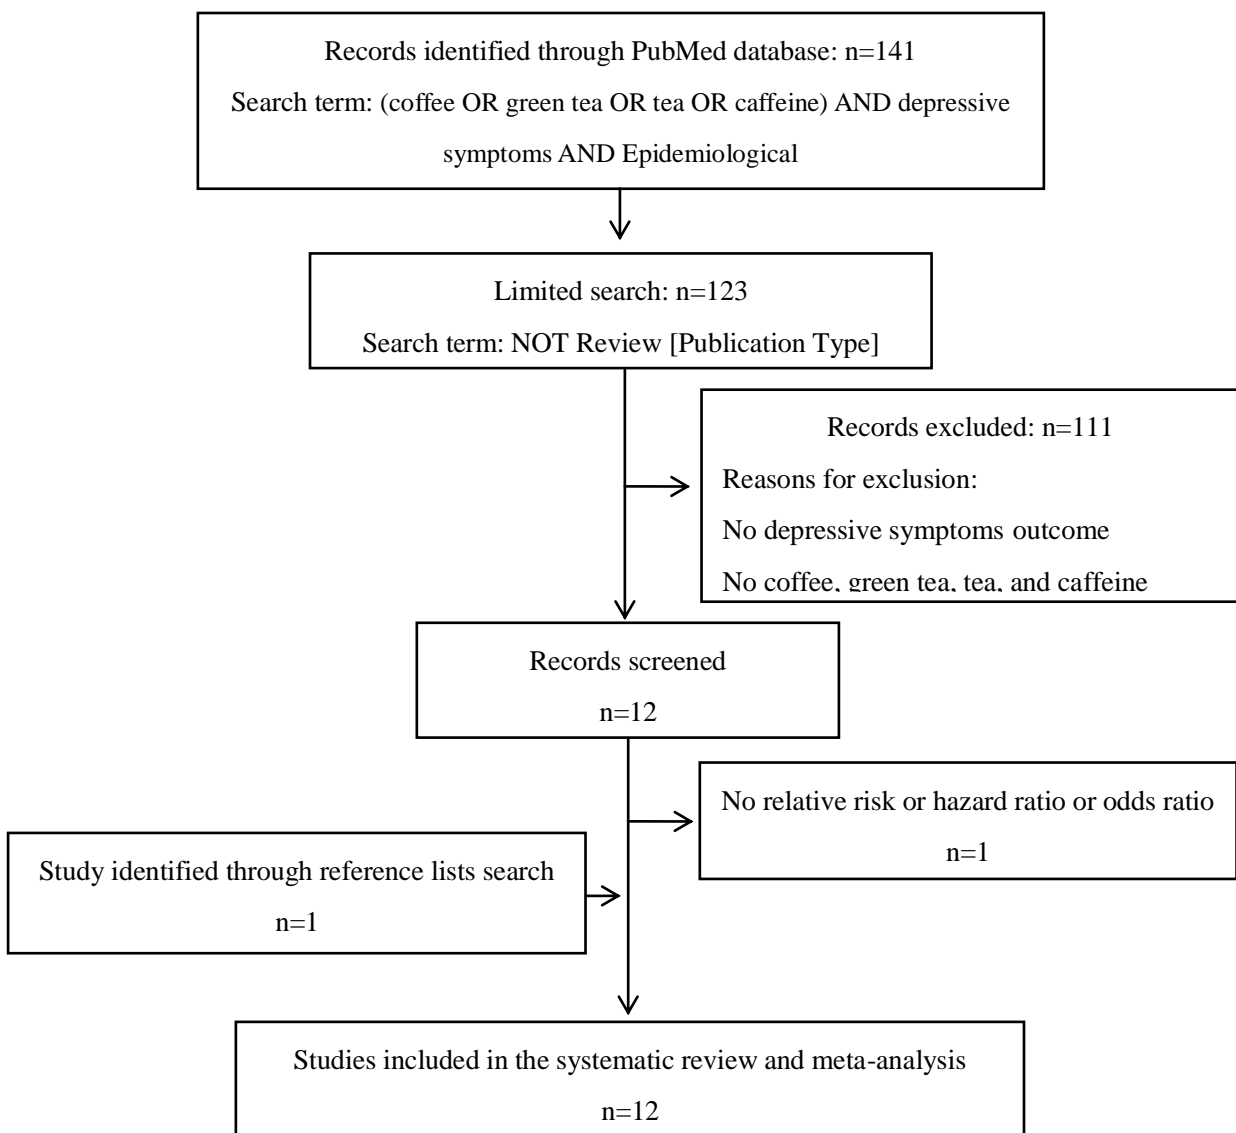 Records identified through PubMed database: n=141
Search term: (coffee OR green tea OR tea OR caffeine) AND depressive
symptoms AND Epidemiological
Limited search: n=123
Search term: NOT Review [Publication Type]
Records excluded: n=111
Reasons for exclusion:
No depressive symptoms outcome
No coffee, green tea, tea, and caffeine
Records screened
n=12
No relative risk or hazard ratio or odds ratio
n=1
Study identified through reference lists search
n=1
Studies included in the systematic review and meta-analysis
n=12